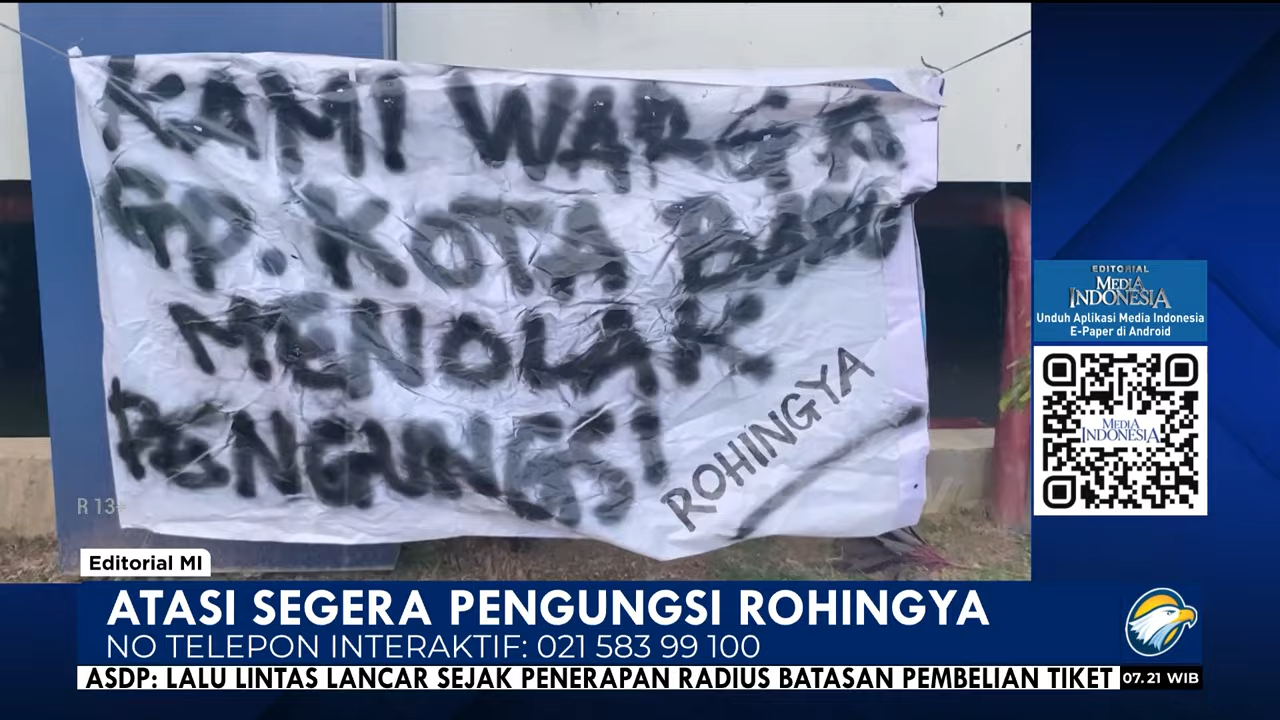 KAMI WARGA
GP. KOTA BARO
MENOLAK
PENGUNGSI
ROHINGYA
R 13+
EDITORIAL
MEDIA
INDONESIA
Unduh Aplikasi Media Indonesia
E-Paper di Android
MEDIA
INDONESIA
Editorial MI
ATASI SEGERA PENGUNGSI ROHINGYA
NO TELEPON INTERAKTIF: 021 583 99 100
ASDP: LALU LINTAS LANCAR SEJAK PENERAPAN RADIUS BATASAN PEMBELIAN TIKET
07.21 WIB